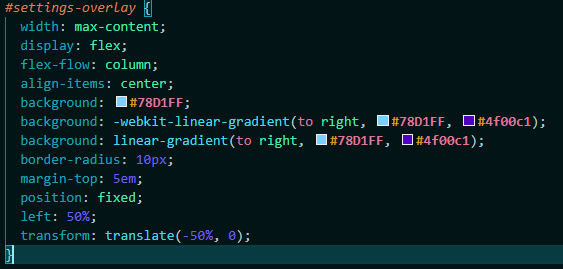 #settings-overlay {
width: max-content;
display: flex;
flex-flow: column;
align-items: center;
background: #78D1FF;
background: -webkit-linear-gradient(to right, #78D1FF, #4f00c1);
background: linear-gradient(to right, #78D1FF, #4f00c1);
border-radius: 10px;
margin-top: 5em;
position: fixed;
left: 50%;
transform: translate(-50%, 0);
}